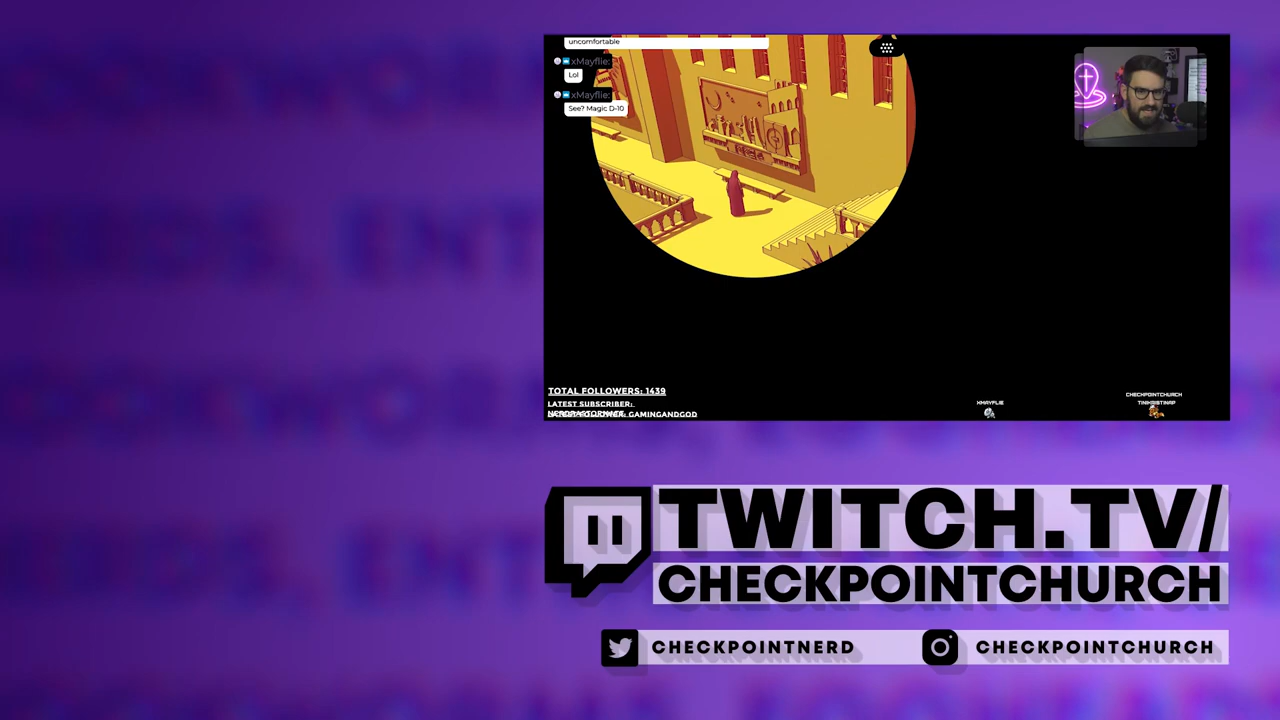 uncomfortable
xMayflie:
Lol
xMayflie:
See? Magic D-10
TOTAL FOLLOWERS: 1439
LATEST SUBSCRIBER:
GAMINGANDGOD
XMAYFLIE
CHECKPOINTCHURCH
TWITCH.TV/
CHECKPOINTCHURCH
CHECKPOINTNERD
CHECKPOINTCHURCH